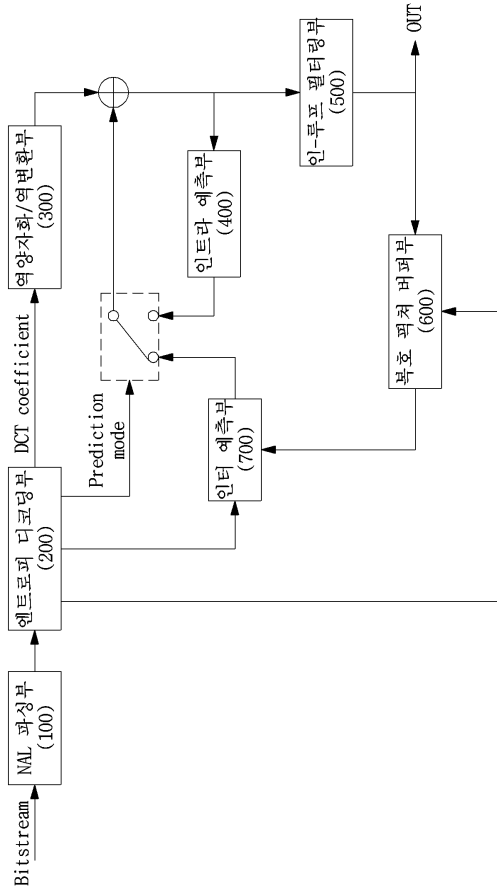 Bitstream
NAL 파싱부
(100)
엔트로피 디코딩부
(200)
DCT coefficient
역양자화/역변환부
(300)
Prediction
mode
인트라 예측부
(400)
인터 예측부
(700)
인-루프 필터링부
(500)
복호 픽쳐 버퍼부
(600)
OUT